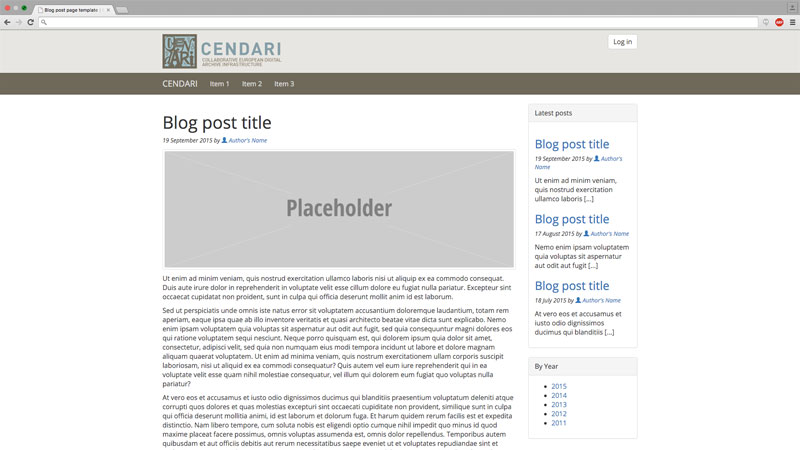 Blog post page template |
CENDARI
CENDARI
COLLABORATIVE EUROPEAN DIGITAL
ARCHIVE INFRASTRUCTURE
Log in
CENDARI Item 1 Item 2 Item 3
Blog post title
19 September 2015 by Author's Name
Placeholder
Ut enim ad minim veniam, quis nostrud exercitation ullamco laboris nisi ut aliquip ex ea commodo consequat.
Duis aute irure dolor in reprehenderit in voluptate velit esse cillum dolore eu fugiat nulla pariatur. Excepteur sint
occaecat cupidatat non proident, sunt in culpa qui officia deserunt mollit anim id est laborum.
Sed ut perspiciatis unde omnis iste natus error sit voluptatem accusantium doloremque laudantium, totam rem
aperiam, eaque ipsa quae ab illo inventore veritatis et quasi architecto beatae vitae dicta sunt explicabo. Nemo
enim ipsam voluptatem quia voluptas sit aspernatur aut odit aut fugit, sed quia consequuntur magni dolores eos
qui ratione voluptatem sequi nesciunt. Neque porro quisquam est, qui dolorem ipsum quia dolor sit amet,
consectetur, adipisci velit, sed quia non numquam eius modi tempora incidunt ut labore et dolore magnam
aliquam quaerat voluptatem. Ut enim ad minima veniam, quis nostrum exercitationem ullam corporis suscipit
laboriosam, nisi ut aliquid ex ea commodi consequatur? Quis autem vel eum iure reprehenderit qui in ea
voluptate velit esse quam nihil molestiae consequatur, vel illum qui dolorem eum fugiat quo voluptas nulla
pariatur?
At vero eos et accusamus et iusto odio dignissimos ducimus qui blanditiis praesentium voluptatum deleniti atque
corrupti quos dolores et quas molestias excepturi sint occaecati cupiditate non provident, similique sunt in culpa
qui officia deserunt mollitia animi, id est laborum et dolorum fuga. Et harum quidem rerum facilis est et expedita
distinctio. Nam libero tempore, cum soluta nobis est eligendi optio cumque nihil impedit quo minus id quod
maxime placeat facere possimus, omnis voluptas assumenda est, omnis dolor repellendus. Temporibus autem
quibusdam et aut officiis debitis aut rerum necessitatibus saepe eveniet ut et voluptates repudiandae sint et
Latest posts
Blog post title
19 September 2015 by Author's
Name
Ut enim ad minim veniam,
quis nostrud exercitation
ullamco laboris [...]
Blog post title
17 August 2015 by Author's Name
Nemo enim ipsam voluptatem
quia voluptas sit aspernatur
aut odit aut fugit [...]
Blog post title
18 July 2015 by Author's Name
At vero eos et accusamus et
iusto odio dignissimos
ducimus qui blanditiis [...]
By Year
2015
2014
2013
2012
2011